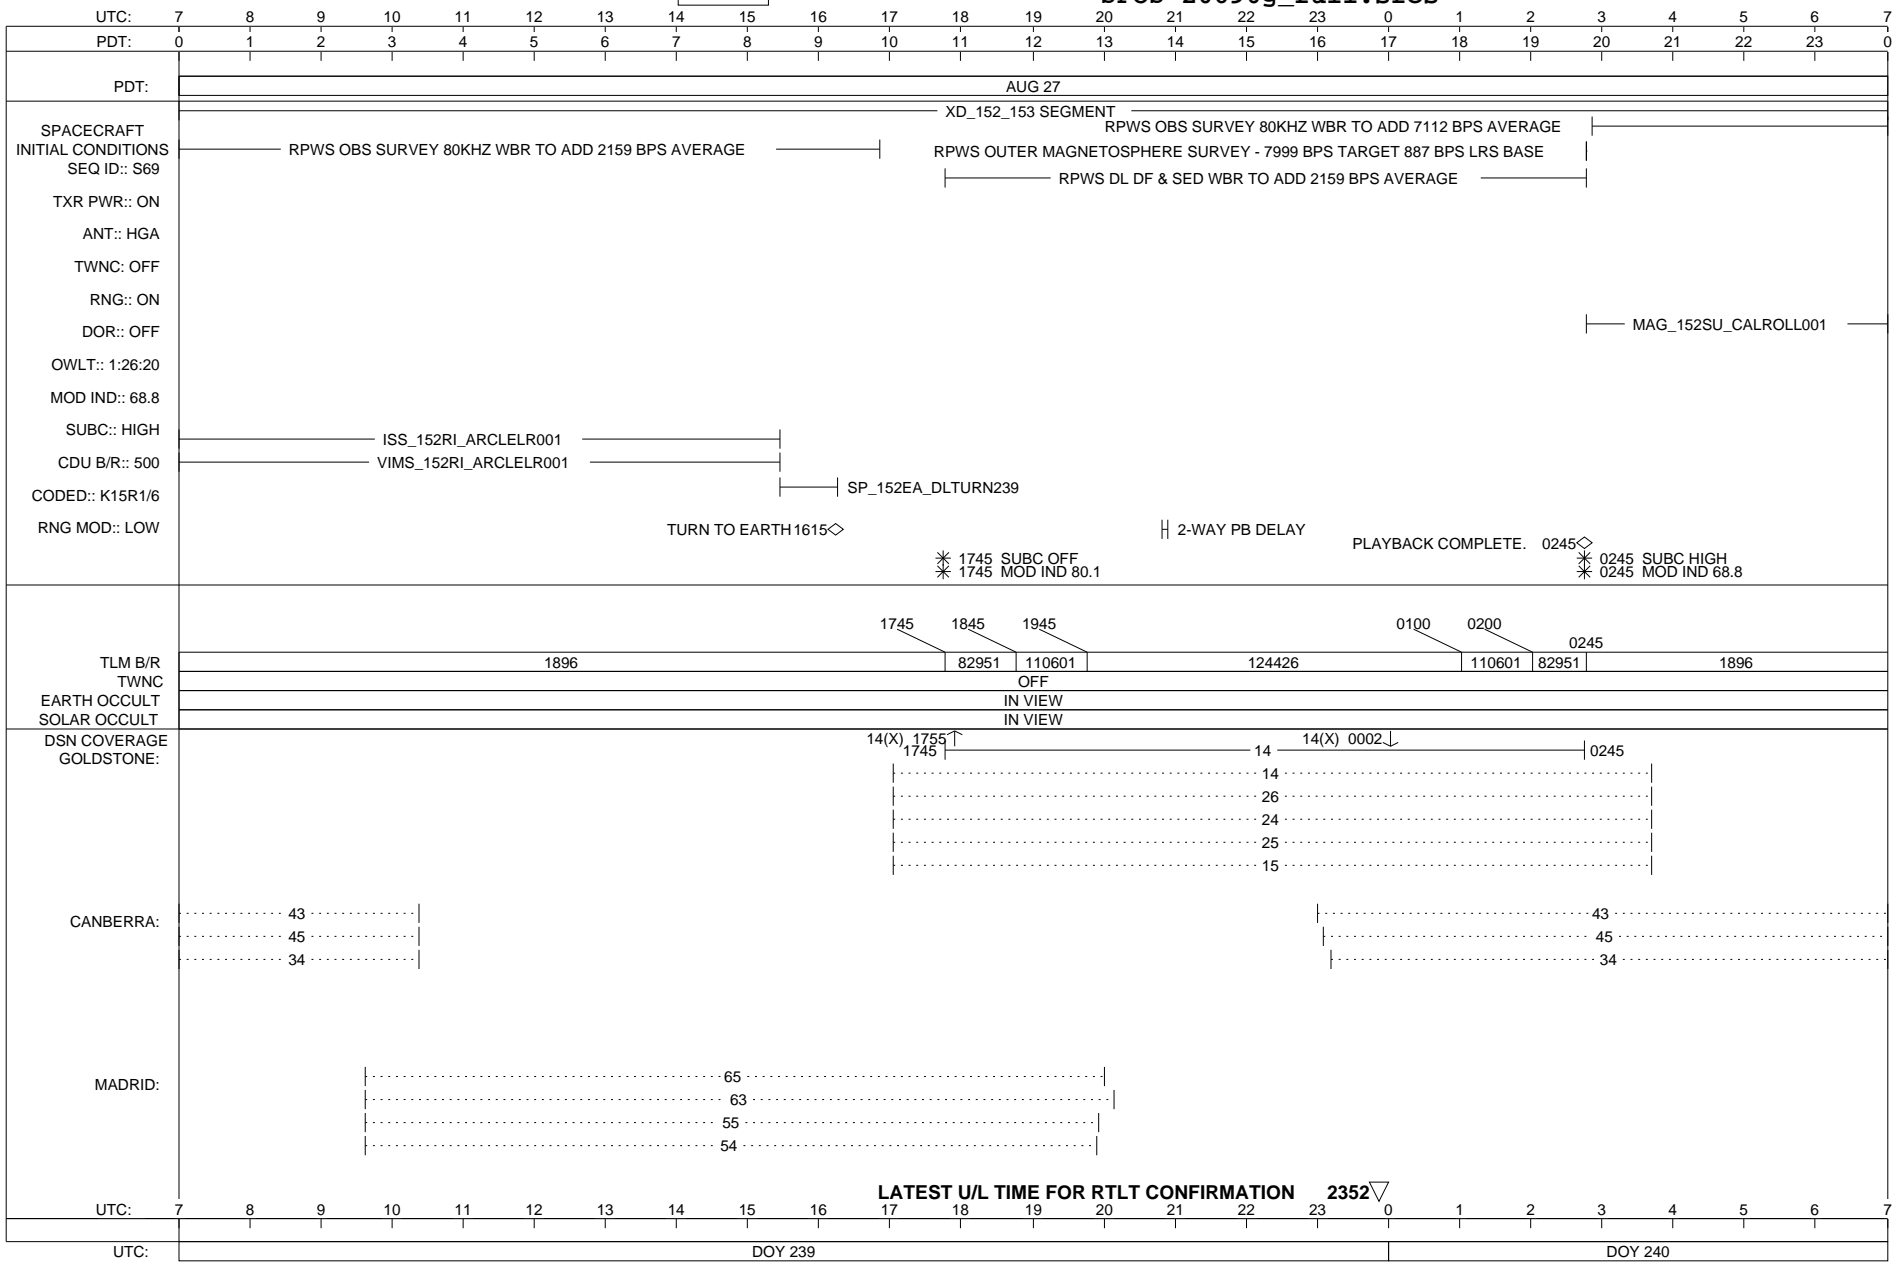 UTC: 7 8 9 10 11 12 13 14 15 16 17 18 19 20 21 22 23 0 1 2 3 4 5 6 7
PDT: 0 1 2 3 4 5 6 7 8 9 10 11 12 13 14 15 16 17 18 19 20 21 22 23 0
PDT: AUG 27
XD_152_153 SEGMENT
RPWS OBS SURVEY 80KHZ WBR TO ADD 7112 BPS AVERAGE
SPACECRAFT
INITIAL CONDITIONS
RPWS OBS SURVEY 80KHZ WBR TO ADD 2159 BPS AVERAGE
RPWS OUTER MAGNETOSPHERE SURVEY - 7999 BPS TARGET 887 BPS LRS BASE
SEQ ID:: S69
RPWS DL DF & SED WBR TO ADD 2159 BPS AVERAGE
TXR PWR:: ON
ANT:: HGA
TWNC: OFF
RNG:: ON
DOR:: OFF
MAG_152SU_CALROLL001
OWLT:: 1:26:20
MOD IND:: 68.8
SUBC:: HIGH
ISS_152RI_ARCLELR001
CDU B/R:: 500
VIMS_152RI_ARCLELR001
CODED:: K15R1/6
SP_152EA_DLTURN239
RNG MOD:: LOW
TURN TO EARTH 1615
2-WAY PB DELAY
PLAYBACK COMPLETE. 0245
1745 SUBC OFF
0245 SUBC HIGH
1745 MOD IND 80.1
0245 MOD IND 68.8
1745 1845 1945 0100 0200
0245
TLM B/R 1896 82951 110601 124426 110601 82951 1896
TWNC OFF
EARTH OCCULT IN VIEW
SOLAR OCCULT IN VIEW
DSN COVERAGE
14(X) 1755
14(X) 0002
1745 14 0245
GOLDSTONE:
14
26
24
25
15
CANBERRA:
43 43
45 45
34 34
MADRID:
65
63
55
54
LATEST U/L TIME FOR RTLT CONFIRMATION 2352
UTC: 7 8 9 10 11 12 13 14 15 16 17 18 19 20 21 22 23 0 1 2 3 4 5 6 7
UTC: DOY 239 DOY 240